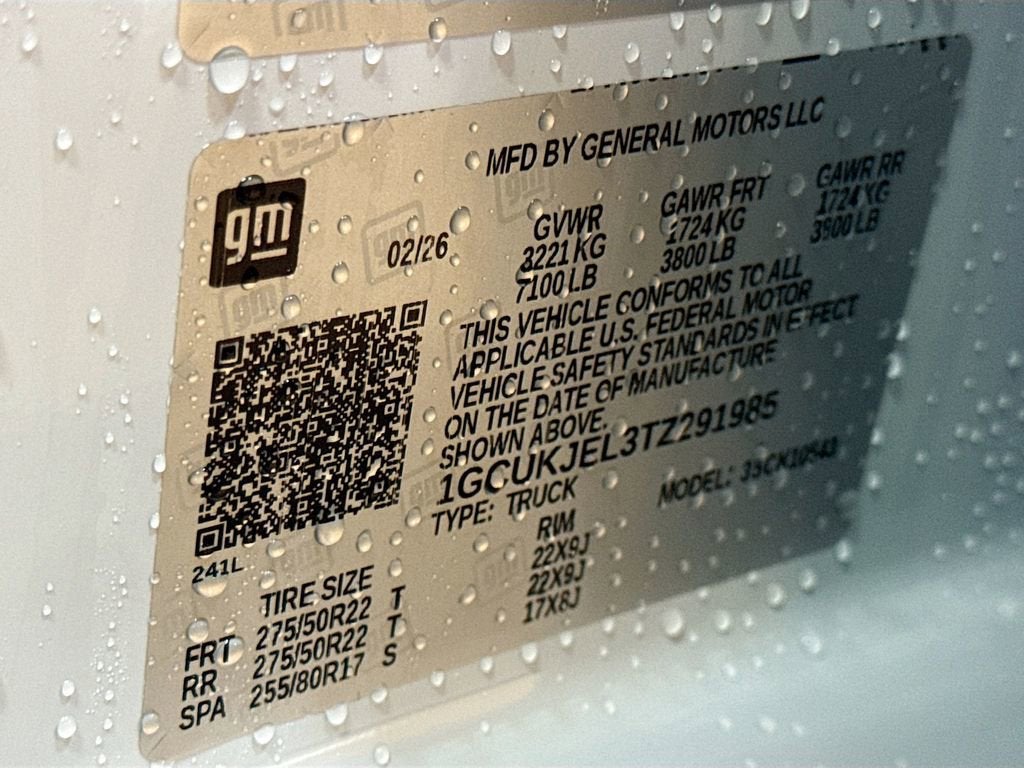 MFD BY GENERAL MOTORS LLC
gm
02/26
GVWR GAWR FRT GAWR RR
3221 KG 1724 KG 1724 KG
7100 LB 3800 LB 3800 LB
THIS VEHICLE CONFORMS TO ALL
APPLICABLE U.S. FEDERAL MOTOR
VEHICLE SAFETY STANDARDS IN EFFECT
ON THE DATE OF MANUFACTURE
SHOWN ABOVE.
1GCUKJEL3TZ291985
TYPE: TRUCK MODEL:
241L
TIRE SIZE RIM
FRT 275/50R22 T 22X9J
RR 275/50R22 T 22X9J
SPA 255/80R17 S 17X8J